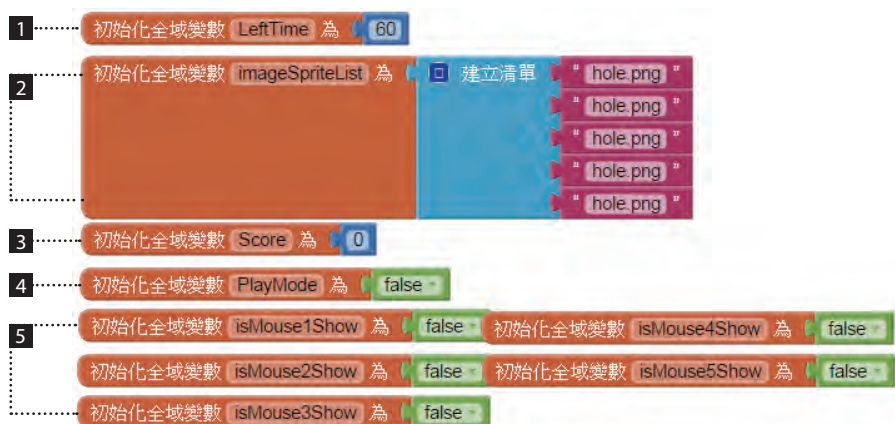 1 初始化全域變數 LeftTime 為 60
2 初始化全域變數 imageSpriteList 為 建立清單 " hole.png "
" hole.png "
" hole.png "
" hole.png "
" hole.png "
3 初始化全域變數 Score 為 0
4 初始化全域變數 PlayMode 為 false
5 初始化全域變數 isMouse1Show 為 false 初始化全域變數 isMouse4Show 為 false
初始化全域變數 isMouse2Show 為 false 初始化全域變數 isMouse5Show 為 false
初始化全域變數 isMouse3Show 為 false